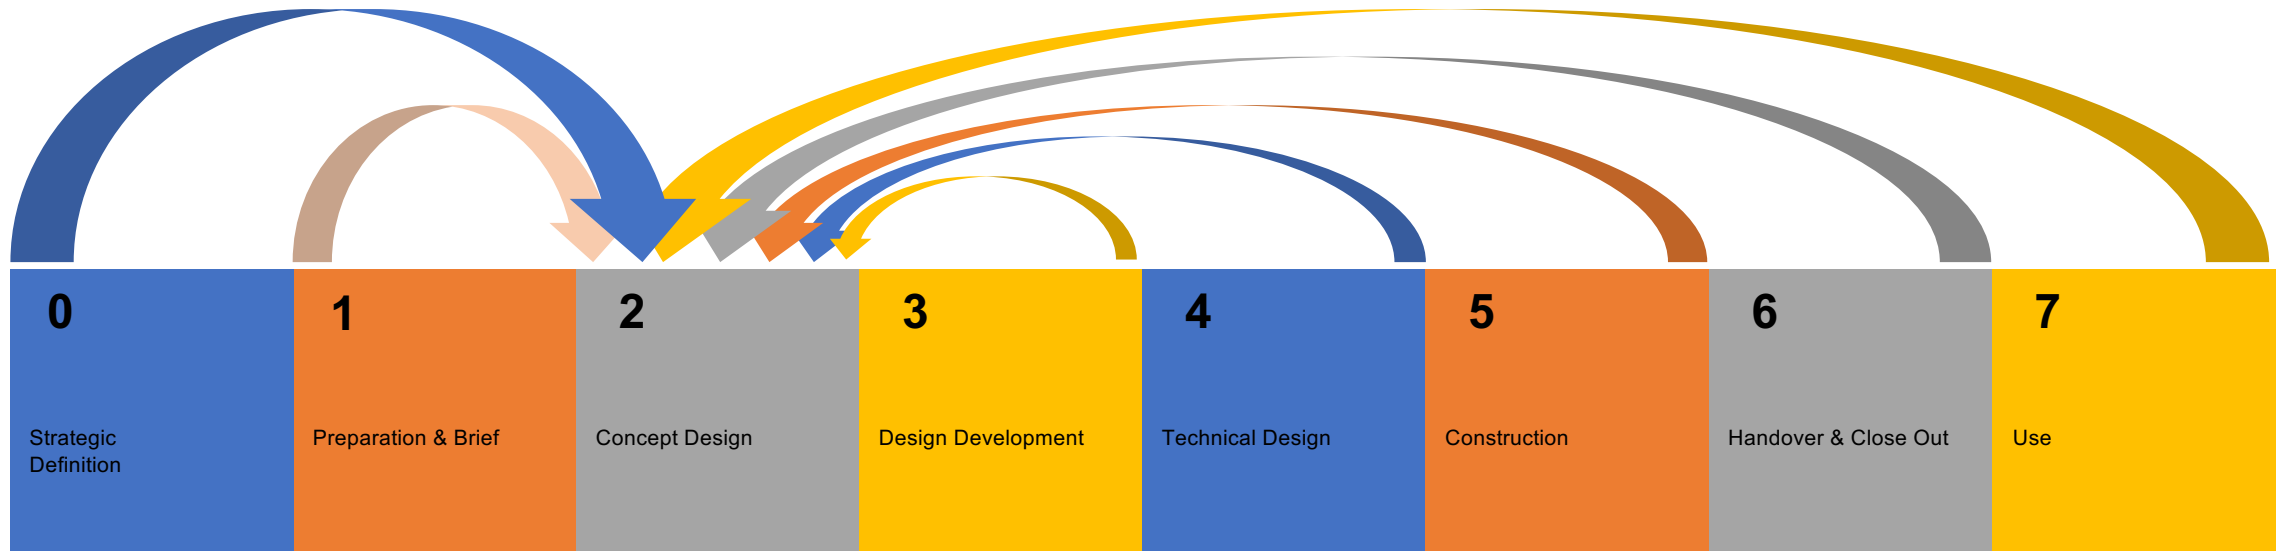 0
1
2
3
4
5
6
7
Strategic
Definition
Preparation & Brief
Concept Design
Design Development
Technical Design
Construction
Handover & Close Out
Use